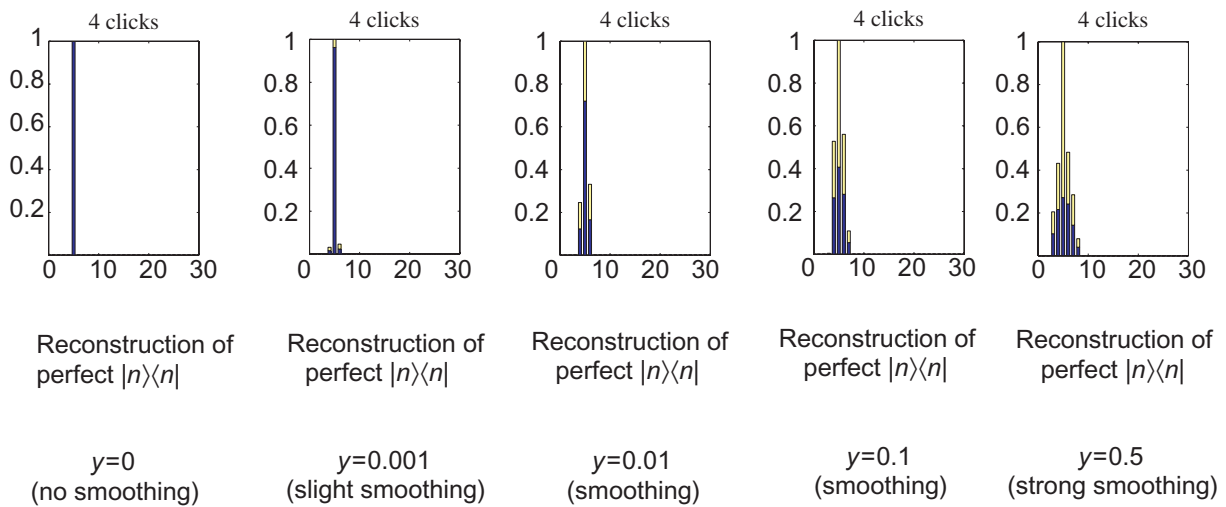 4 clicks 4 clicks 4 clicks 4 clicks 4 clicks
1 1 1 1 1
0.8 0.8 0.8 0.8 0.8
0.6 0.6 0.6 0.6 0.6
0.4 0.4 0.4 0.4 0.4
0.2 0.2 0.2 0.2 0.2
0 10 20 30 0 10 20 30 0 10 20 30 0 10 20 30 0 10 20 30
Reconstruction of Reconstruction of Reconstruction of Reconstruction of Reconstruction of
perfect |n⟩⟨n| perfect |n⟩⟨n| perfect |n⟩⟨n| perfect |n⟩⟨n| perfect |n⟩⟨n|
y=0 y=0.001 y=0.01 y=0.1 y=0.5
(no smoothing) (slight smoothing) (smoothing) (smoothing) (strong smoothing)